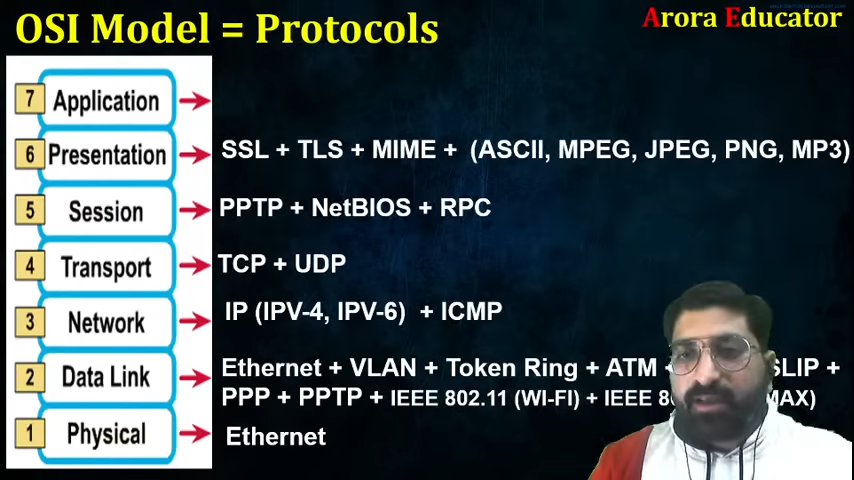 OSI Model = Protocols
Arora Educator
7 Application
6 Presentation SSL + TLS + MIME + (ASCII, MPEG, JPEG, PNG, MP3)
5 Session PPTP + NetBIOS + RPC
4 Transport TCP + UDP
3 Network IP (IPV-4, IPV-6) + ICMP
2 Data Link Ethernet + VLAN + Token Ring + ATM + SLIP +
PPP + PPTP + IEEE 802.11 (WI-FI) + IEEE
1 Physical Ethernet